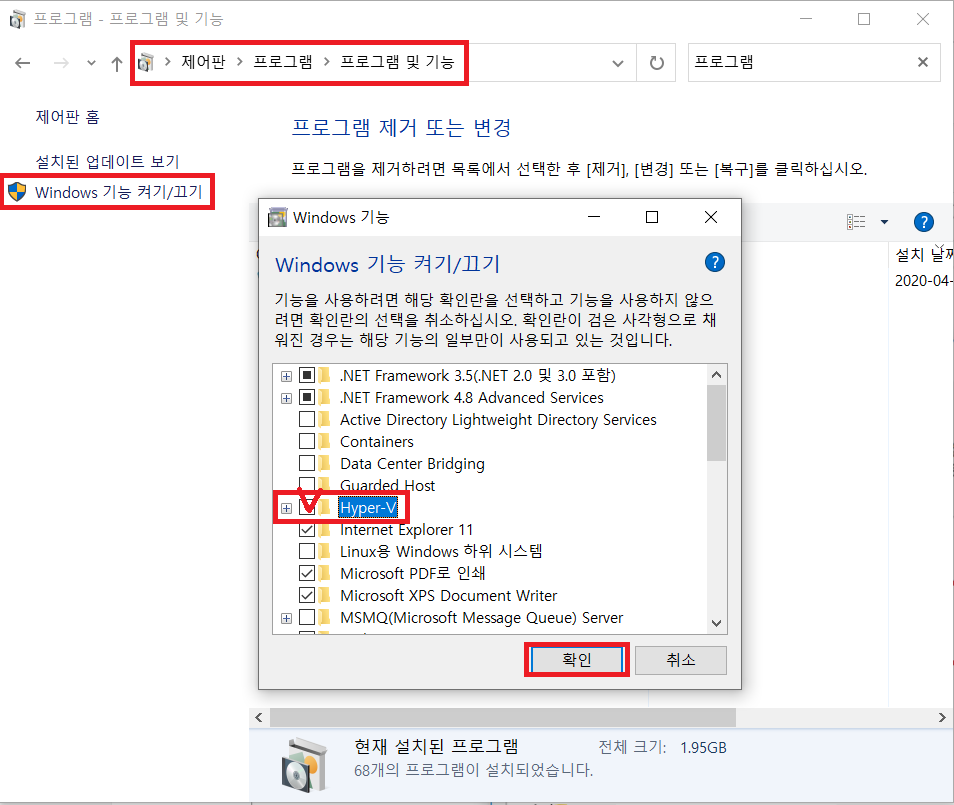 프로그램 - 프로그램 및 기능
제어판 > 프로그램 > 프로그램 및 기능
프로그램
제어판 홈
설치된 업데이트 보기
Windows 기능 켜기/끄기
프로그램 제거 또는 변경
프로그램을 제거하려면 목록에서 선택한 후 [제거], [변경] 또는 [복구]를 클릭하십시오.
설치 날짜
2020-04-
Windows 기능
Windows 기능 켜기/끄기
기능을 사용하려면 해당 확인란을 선택하고 기능을 사용하지 않으
려면 확인란의 선택을 취소하십시오. 확인란이 검은 사각형으로 채
워진 경우는 해당 기능의 일부만이 사용되고 있는 것입니다.
.NET Framework 3.5(.NET 2.0 및 3.0 포함)
.NET Framework 4.8 Advanced Services
Active Directory Lightweight Directory Services
Containers
Data Center Bridging
Guarded Host
Hyper-V
Internet Explorer 11
Linux용 Windows 하위 시스템
Microsoft PDF로 인쇄
Microsoft XPS Document Writer
MSMQ(Microsoft Message Queue) Server
확인
취소
현재 설치된 프로그램
전체 크기: 1.95GB
68개의 프로그램이 설치되었습니다.